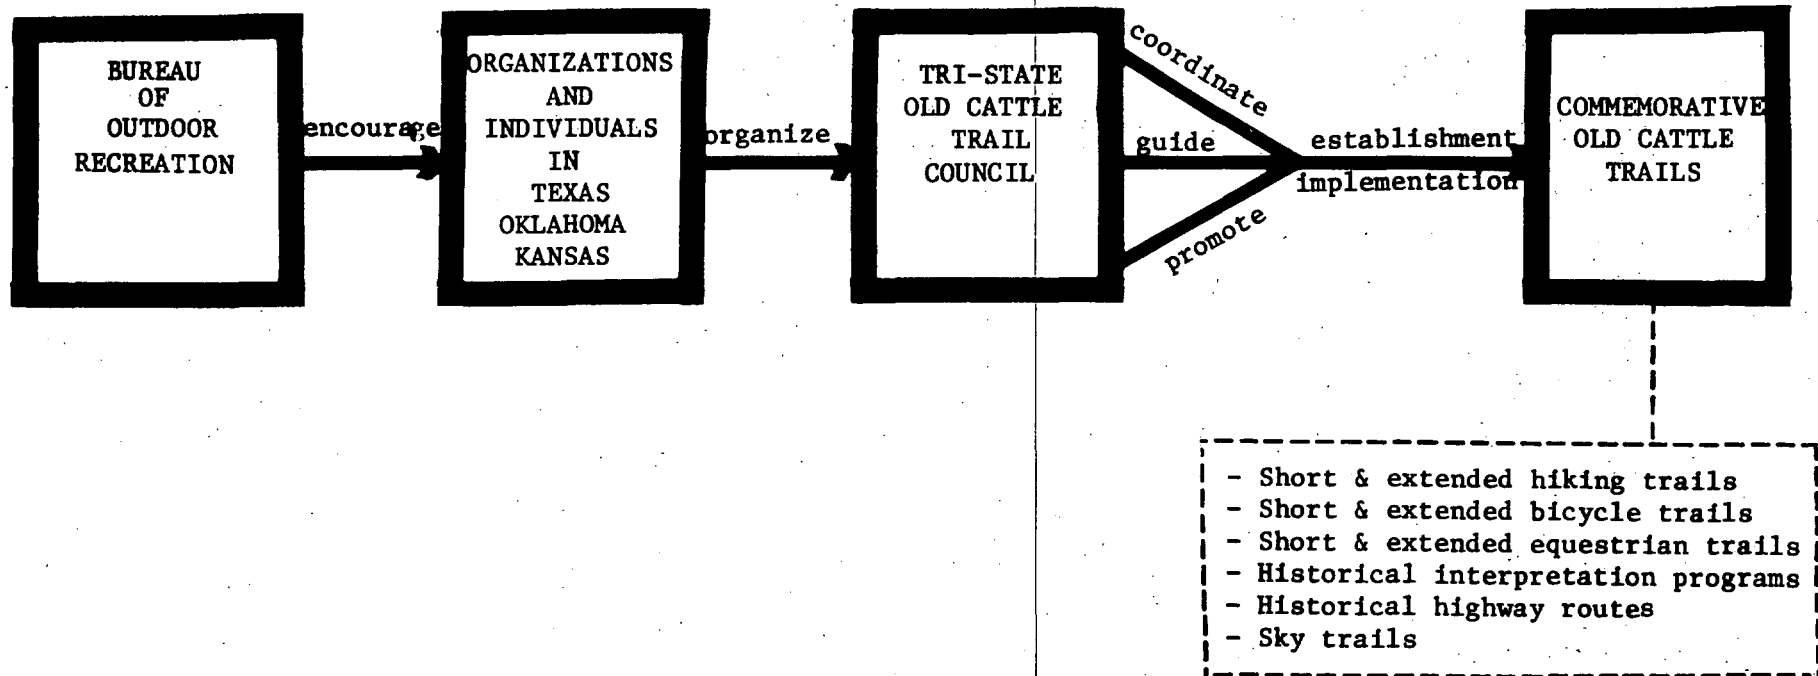 BUREAU
OF
OUTDOOR
RECREATION
encourage
ORGANIZATIONS
AND
INDIVIDUALS
IN
TEXAS
OKLAHOMA
KANSAS
organize
TRI-STATE
OLD CATTLE
TRAIL
COUNCIL
coordinate
guide
promote
establishment
implementation
COMMEMORATIVE
OLD CATTLE
TRAILS
- Short & extended hiking trails
- Short & extended bicycle trails
- Short & extended equestrian trails
- Historical interpretation programs
- Historical highway routes
- Sky trails